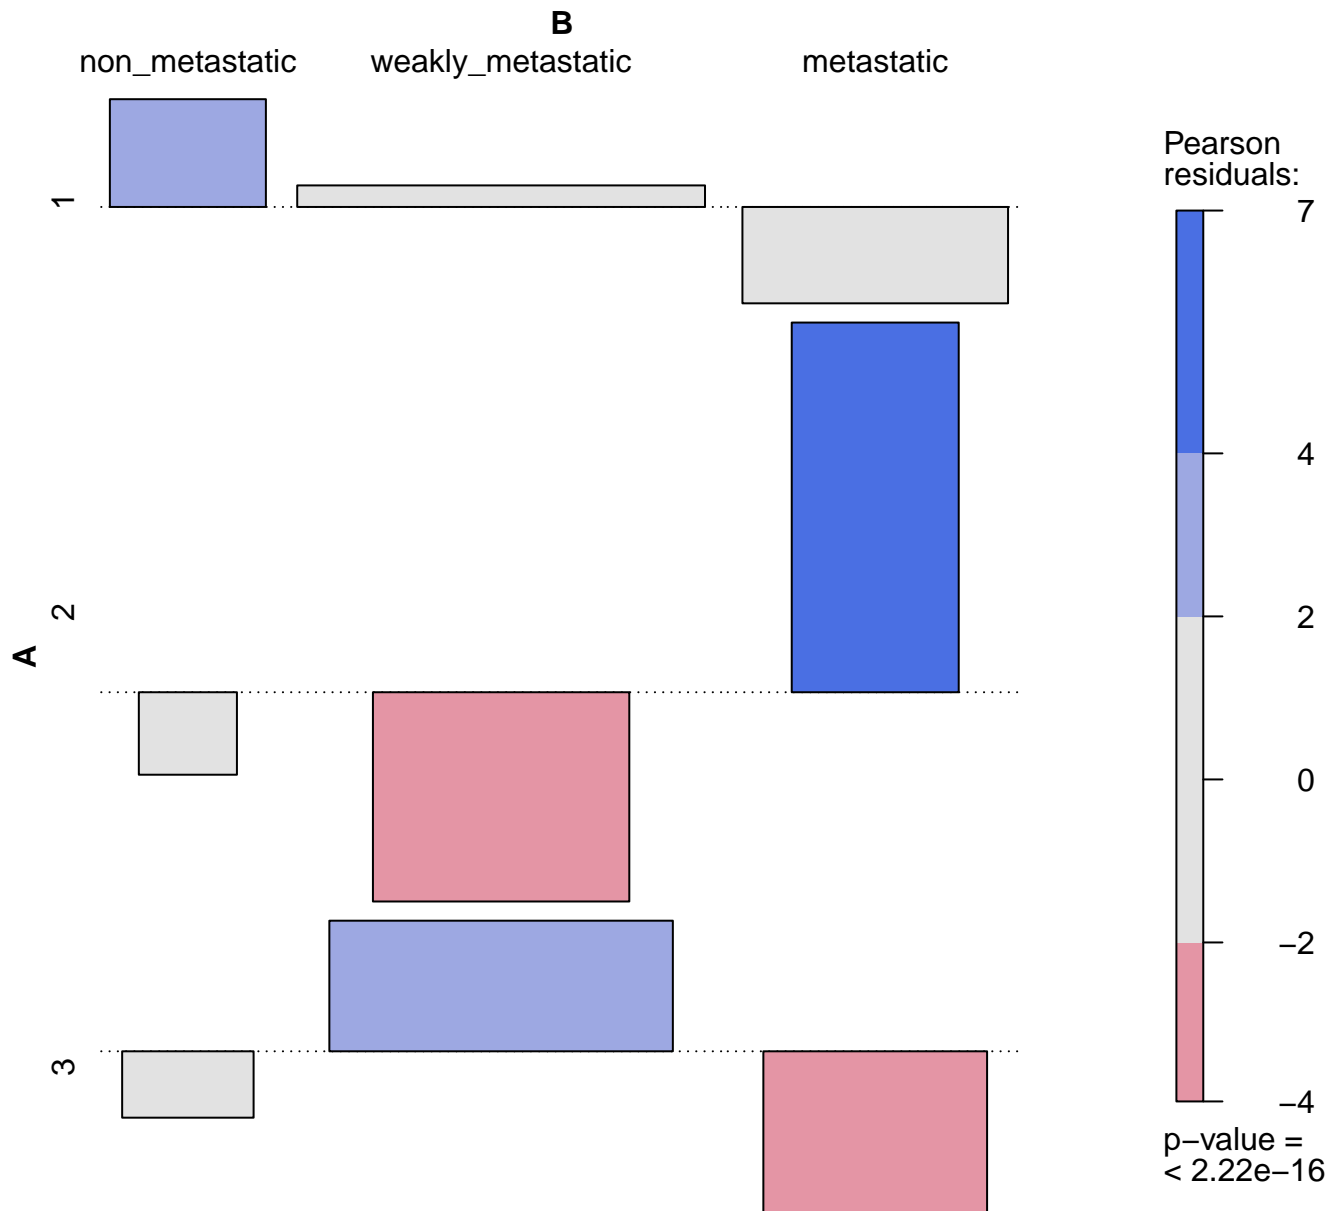 B
non_metastatic weakly_metastatic metastatic
Pearson
residuals:
1
7
4
2
2
A
0
−2
3
−4
p−value =
< 2.22e−16